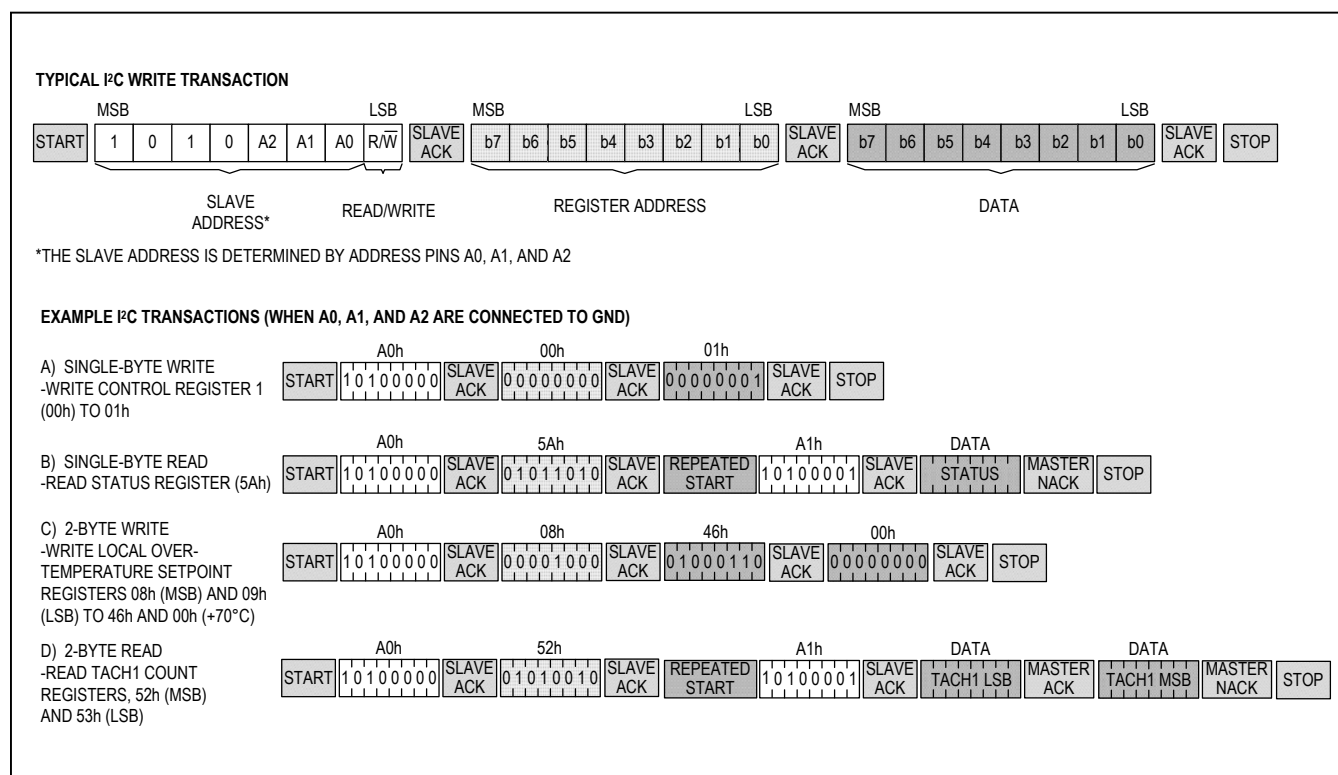 TYPICAL I²C WRITE TRANSACTION
MSB LSB MSB LSB MSB LSB
START 1 0 1 0 A2 A1 A0 R/W̅ SLAVE ACK b7 b6 b5 b4 b3 b2 b1 b0 SLAVE ACK b7 b6 b5 b4 b3 b2 b1 b0 SLAVE ACK STOP
SLAVE ADDRESS* READ/WRITE REGISTER ADDRESS DATA
*THE SLAVE ADDRESS IS DETERMINED BY ADDRESS PINS A0, A1, AND A2
EXAMPLE I²C TRANSACTIONS (WHEN A0, A1, AND A2 ARE CONNECTED TO GND)
A) SINGLE-BYTE WRITE
-WRITE CONTROL REGISTER 1
(00h) TO 01h
A0h 00h 01h
START 10100000 SLAVE ACK 00000000 SLAVE ACK 00000001 SLAVE ACK STOP
B) SINGLE-BYTE READ
-READ STATUS REGISTER (5Ah)
A0h 5Ah A1h DATA
START 10100000 SLAVE ACK 01011010 SLAVE ACK REPEATED START 10100001 SLAVE ACK STATUS MASTER NACK STOP
C) 2-BYTE WRITE
-WRITE LOCAL OVER-
TEMPERATURE SETPOINT
REGISTERS 08h (MSB) AND 09h
(LSB) TO 46h AND 00h (+70°C)
A0h 08h 46h 00h
START 10100000 SLAVE ACK 00001000 SLAVE ACK 01000110 SLAVE ACK 00000000 SLAVE ACK STOP
D) 2-BYTE READ
-READ TACH1 COUNT
REGISTERS, 52h (MSB)
AND 53h (LSB)
A0h 52h A1h DATA DATA
START 10100000 SLAVE ACK 01010010 SLAVE ACK REPEATED START 10100001 SLAVE ACK TACH1 LSB MASTER ACK TACH1 MSB MASTER NACK STOP